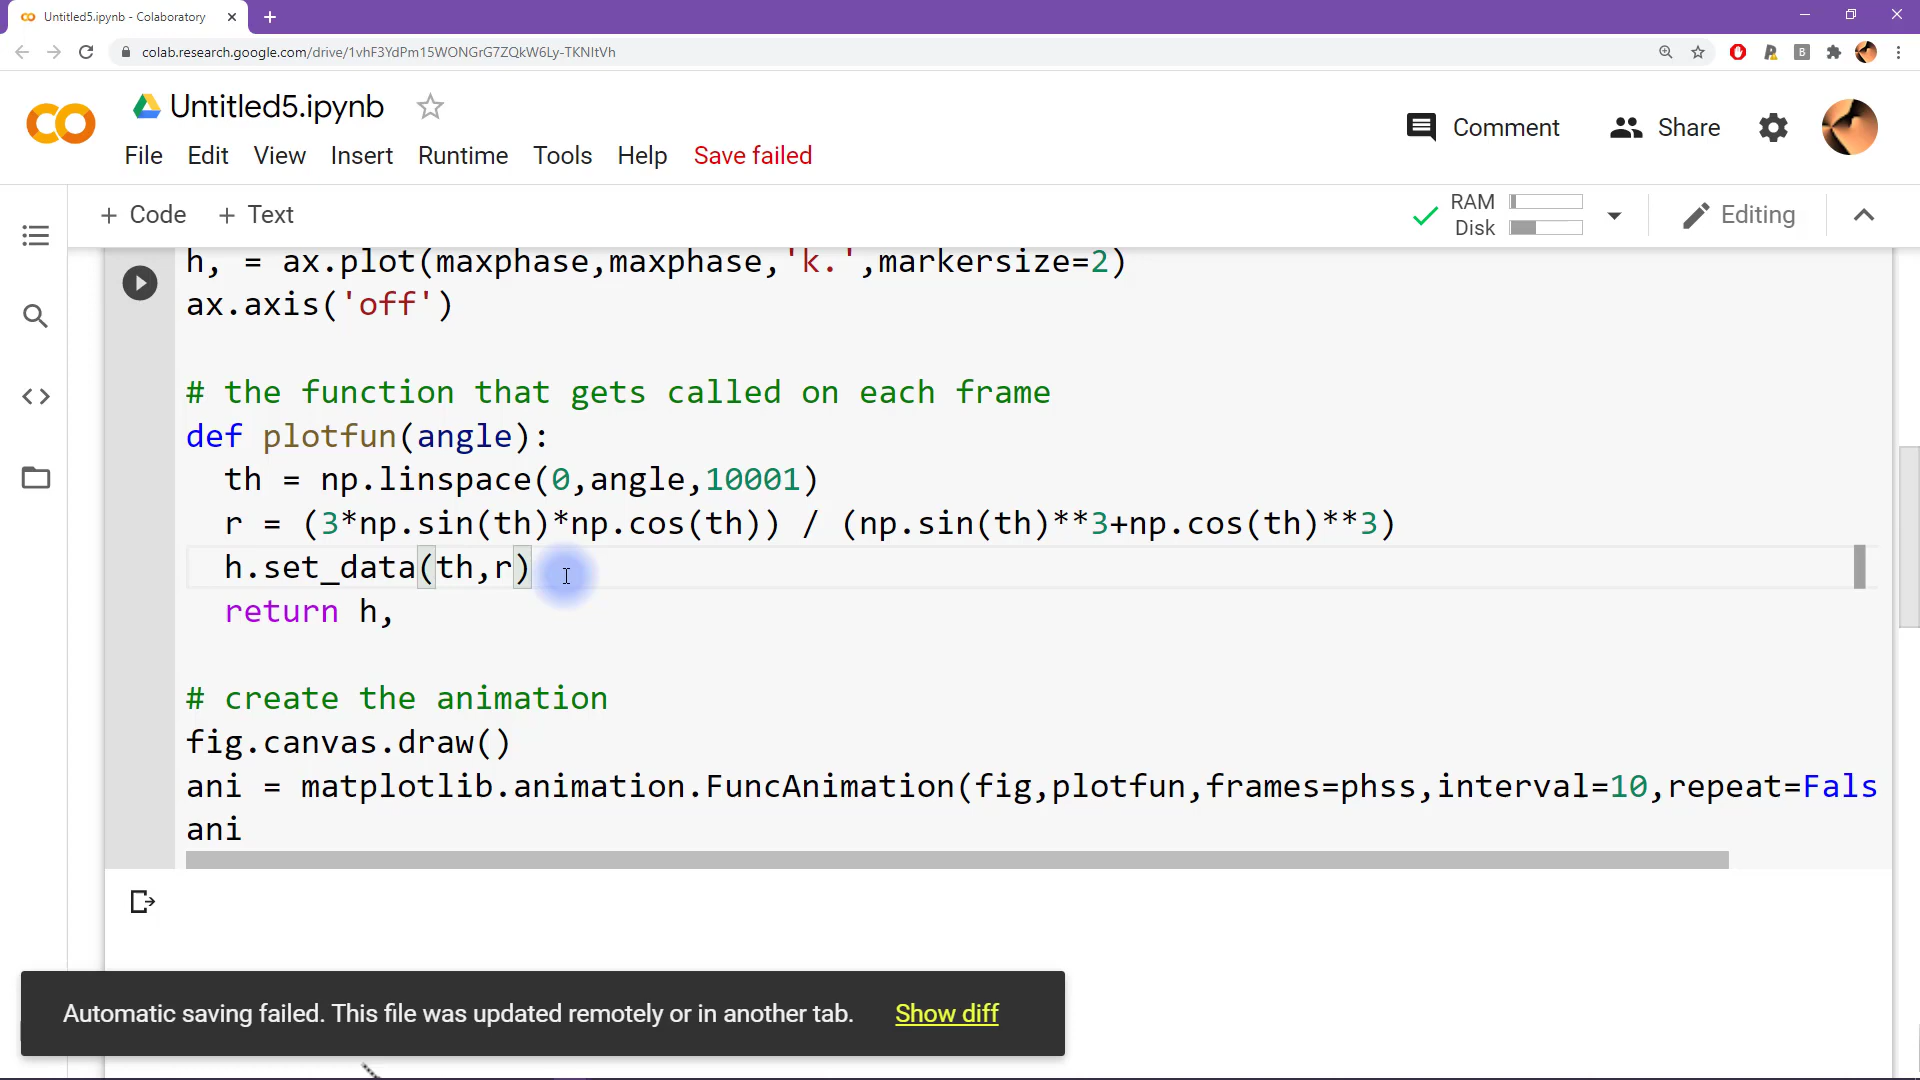 Untitled5.ipynb - Colaboratory
colab.research.google.com/drive/1vhF3YdPm15WONGrG7ZQkW6Ly-TKNItVh
Untitled5.ipynb
Comment
Share
File Edit View Insert Runtime Tools Help Save failed
+ Code + Text
RAM
Disk
Editing
h, = ax.plot(maxphase,maxphase,'k.',markersize=2)
ax.axis('off')
# the function that gets called on each frame
def plotfun(angle):
  th = np.linspace(0,angle,10001)
  r = (3*np.sin(th)*np.cos(th)) / (np.sin(th)**3+np.cos(th)**3)
  h.set_data(th,r)
  return h,
# create the animation
fig.canvas.draw()
ani = matplotlib.animation.FuncAnimation(fig,plotfun,frames=phss,interval=10,repeat=Fals
ani
Automatic saving failed. This file was updated remotely or in another tab. Show diff